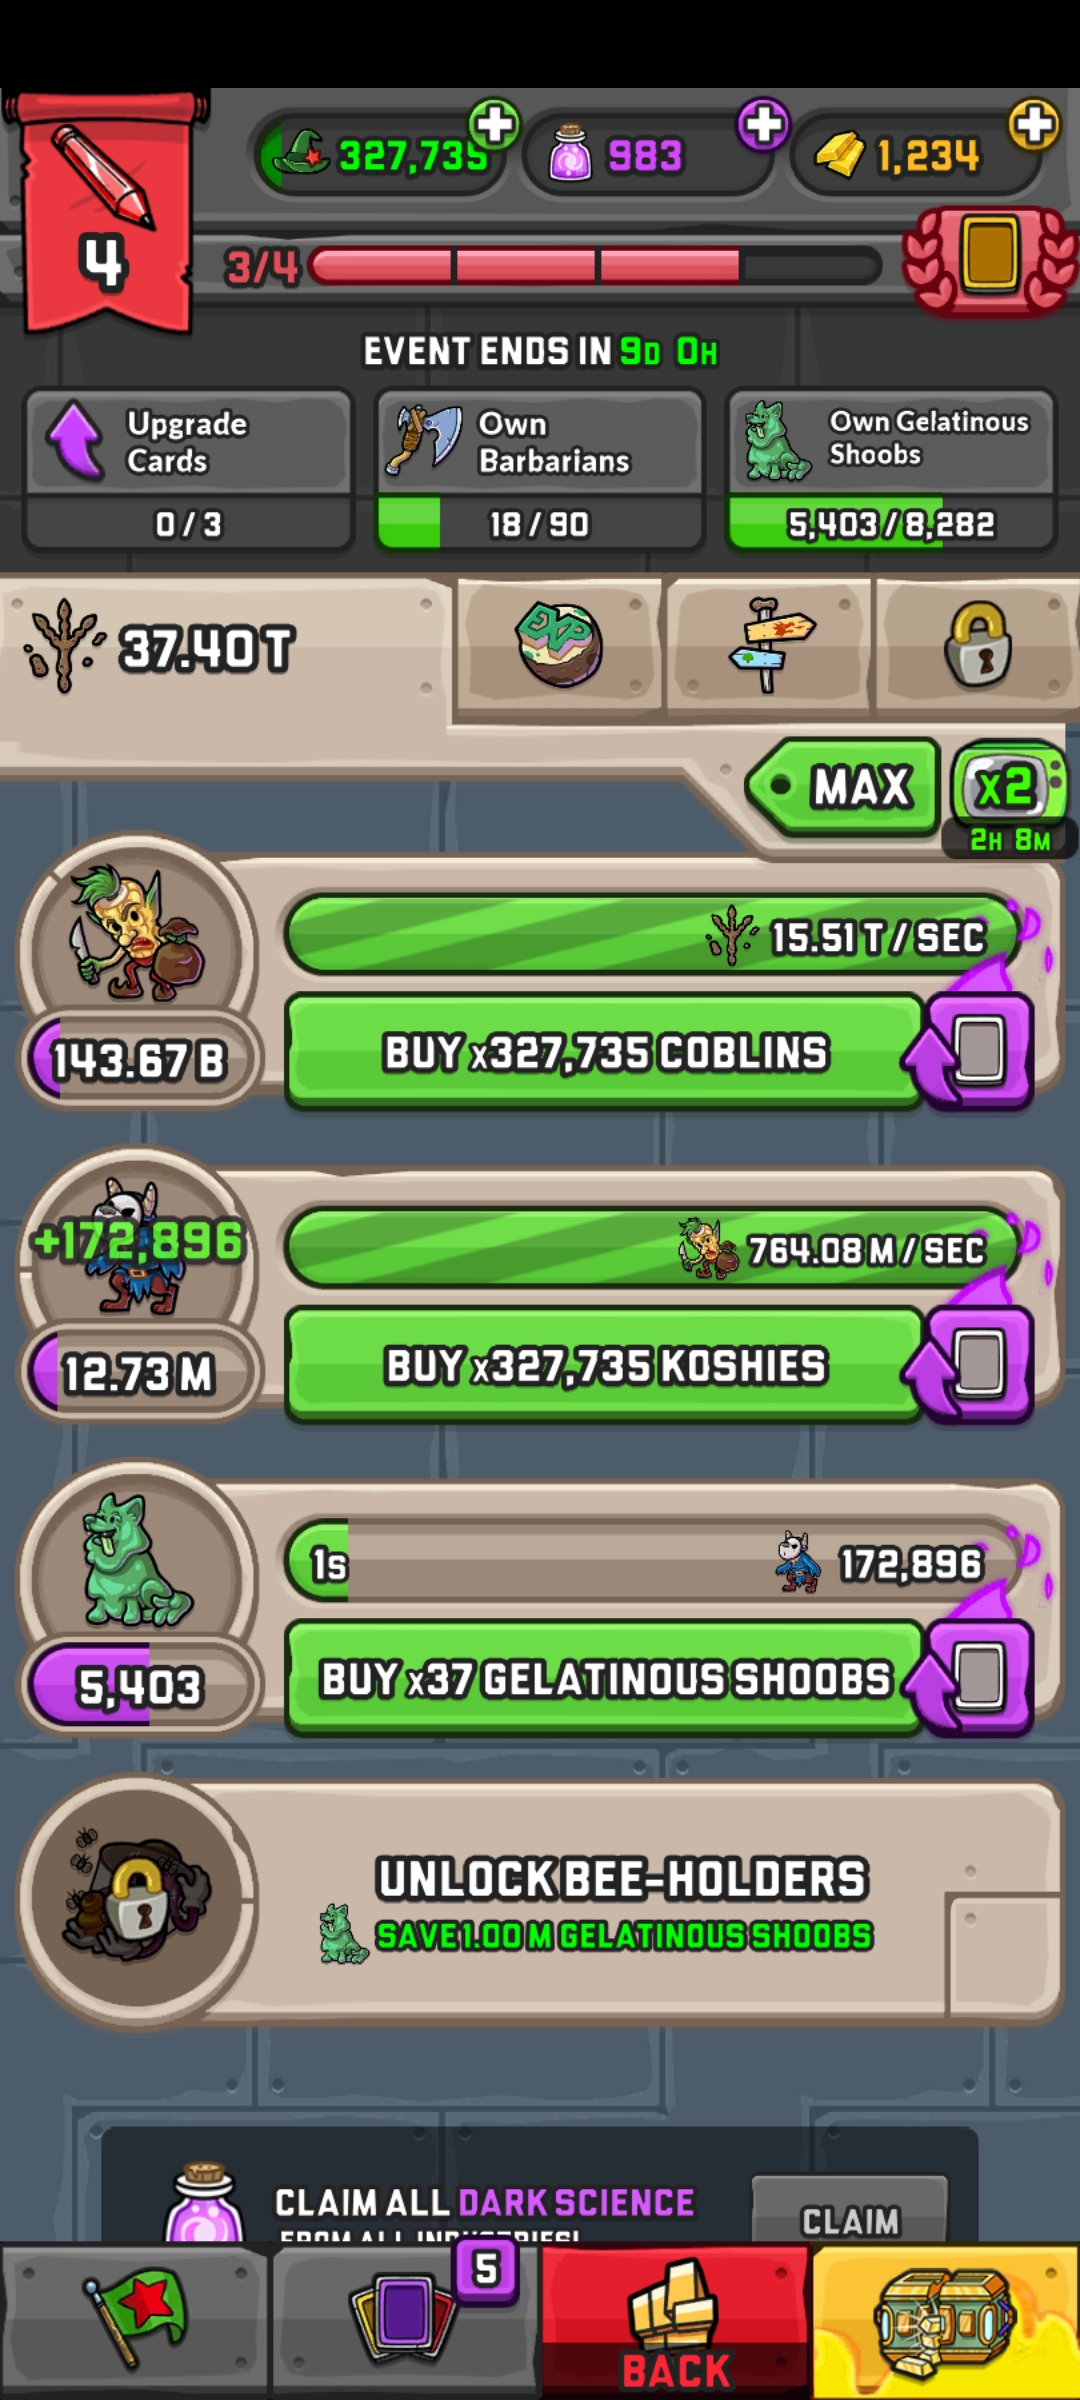 327,735
983
1,234
4
3/4
EVENT ENDS IN 9D 0H
Upgrade
Cards
0 / 3
Own
Barbarians
18 / 90
Own Gelatinous
Shoobs
5,403 / 8,282
37.40 T
EXP
MAX
x2
2H 8M
15.51 T / SEC
143.67 B
BUY x327,735 COBLINS
+172,896
764.08 M / SEC
12.73 M
BUY x327,735 KOSHIES
1s
172,896
5,403
BUY x37 GELATINOUS SHOOBS
UNLOCK BEE-HOLDERS
SAVE 1.00 M GELATINOUS SHOOBS
CLAIM ALL DARK SCIENCE
FROM ALL INDUSTRIES!
CLAIM
5
BACK